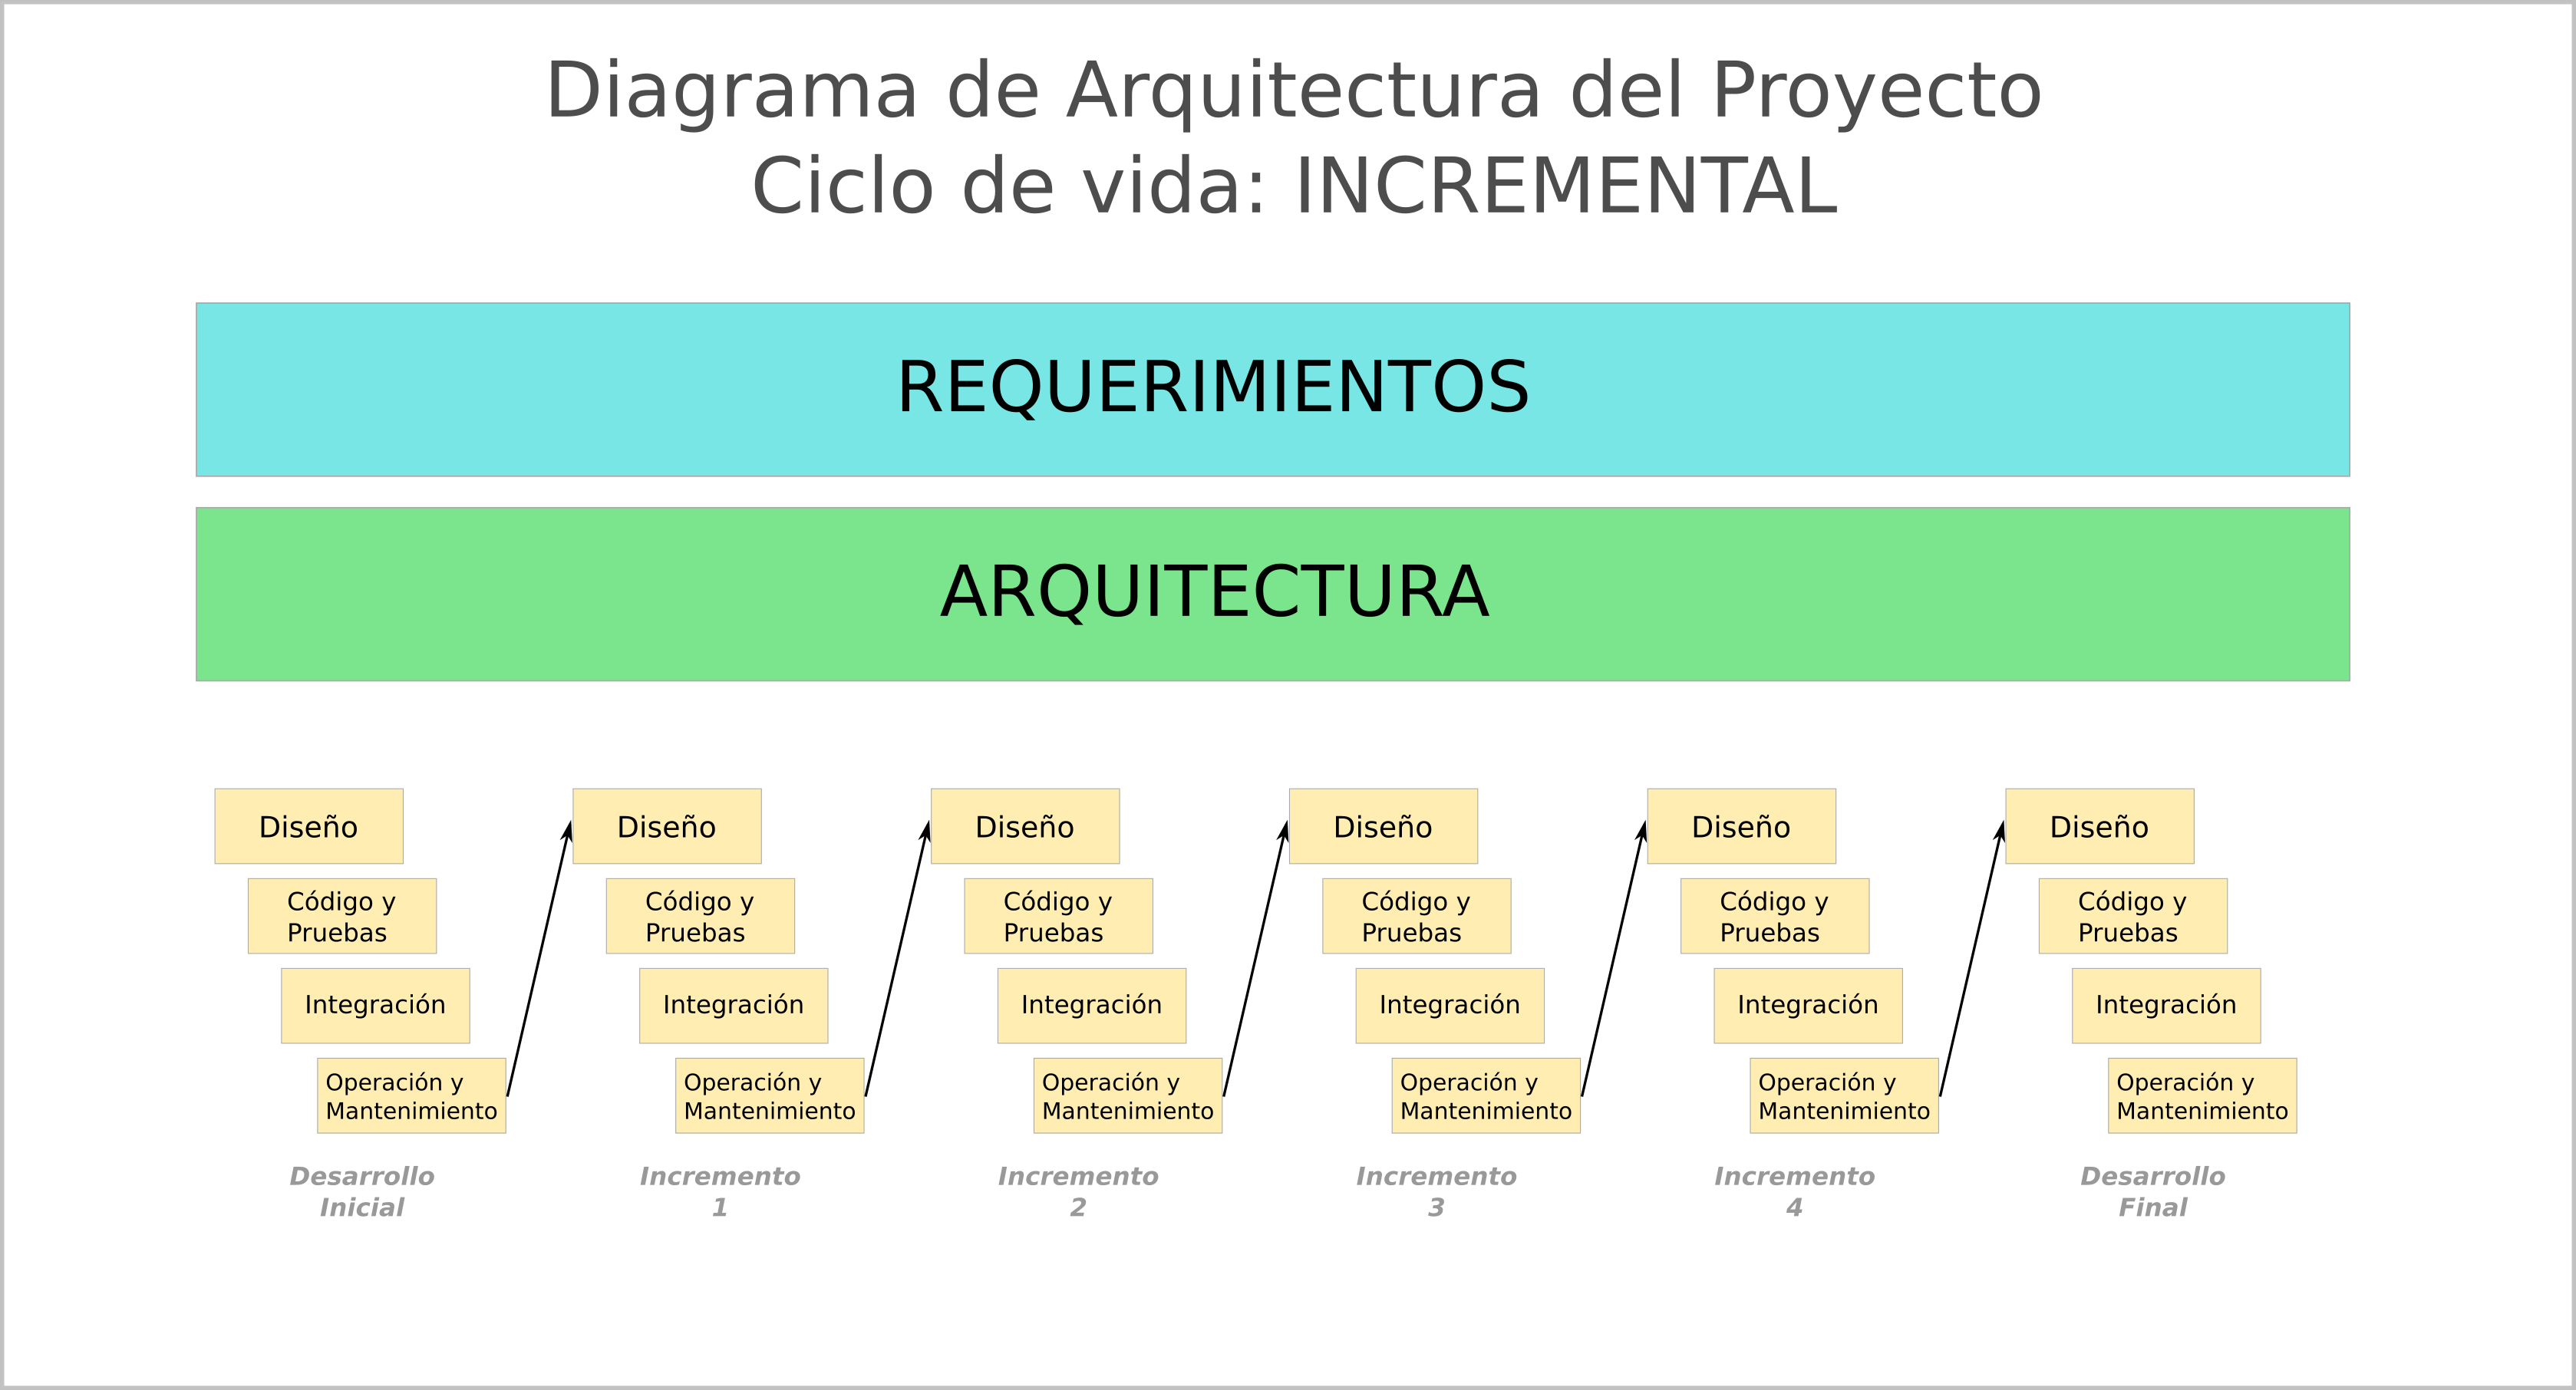 Diagrama de Arquitectura del Proyecto
Ciclo de vida: INCREMENTAL
REQUERIMIENTOS
ARQUITECTURA
Diseño
Código y
Pruebas
Integración
Operación y
Mantenimiento
Desarrollo
Inicial
Diseño
Código y
Pruebas
Integración
Operación y
Mantenimiento
Incremento
1
Diseño
Código y
Pruebas
Integración
Operación y
Mantenimiento
Incremento
2
Diseño
Código y
Pruebas
Integración
Operación y
Mantenimiento
Incremento
3
Diseño
Código y
Pruebas
Integración
Operación y
Mantenimiento
Incremento
4
Diseño
Código y
Pruebas
Integración
Operación y
Mantenimiento
Desarrollo
Final